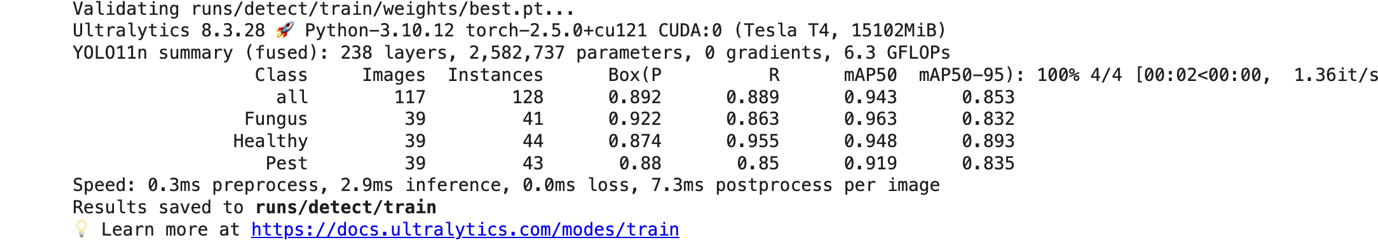 Validating runs/detect/train/weights/best.pt...
Ultralytics 8.3.28 🚀 Python-3.10.12 torch-2.5.0+cu121 CUDA:0 (Tesla T4, 15102MiB)
YOLO11n summary (fused): 238 layers, 2,582,737 parameters, 0 gradients, 6.3 GFLOPs
Class Images Instances Box(P R mAP50 mAP50-95): 100% 4/4 [00:02<00:00, 1.36it/s
all 117 128 0.892 0.889 0.943 0.853
Fungus 39 41 0.922 0.863 0.963 0.832
Healthy 39 44 0.874 0.955 0.948 0.893
Pest 39 43 0.88 0.85 0.919 0.835
Speed: 0.3ms preprocess, 2.9ms inference, 0.0ms loss, 7.3ms postprocess per image
Results saved to runs/detect/train
💡 Learn more at https://docs.ultralytics.com/modes/train